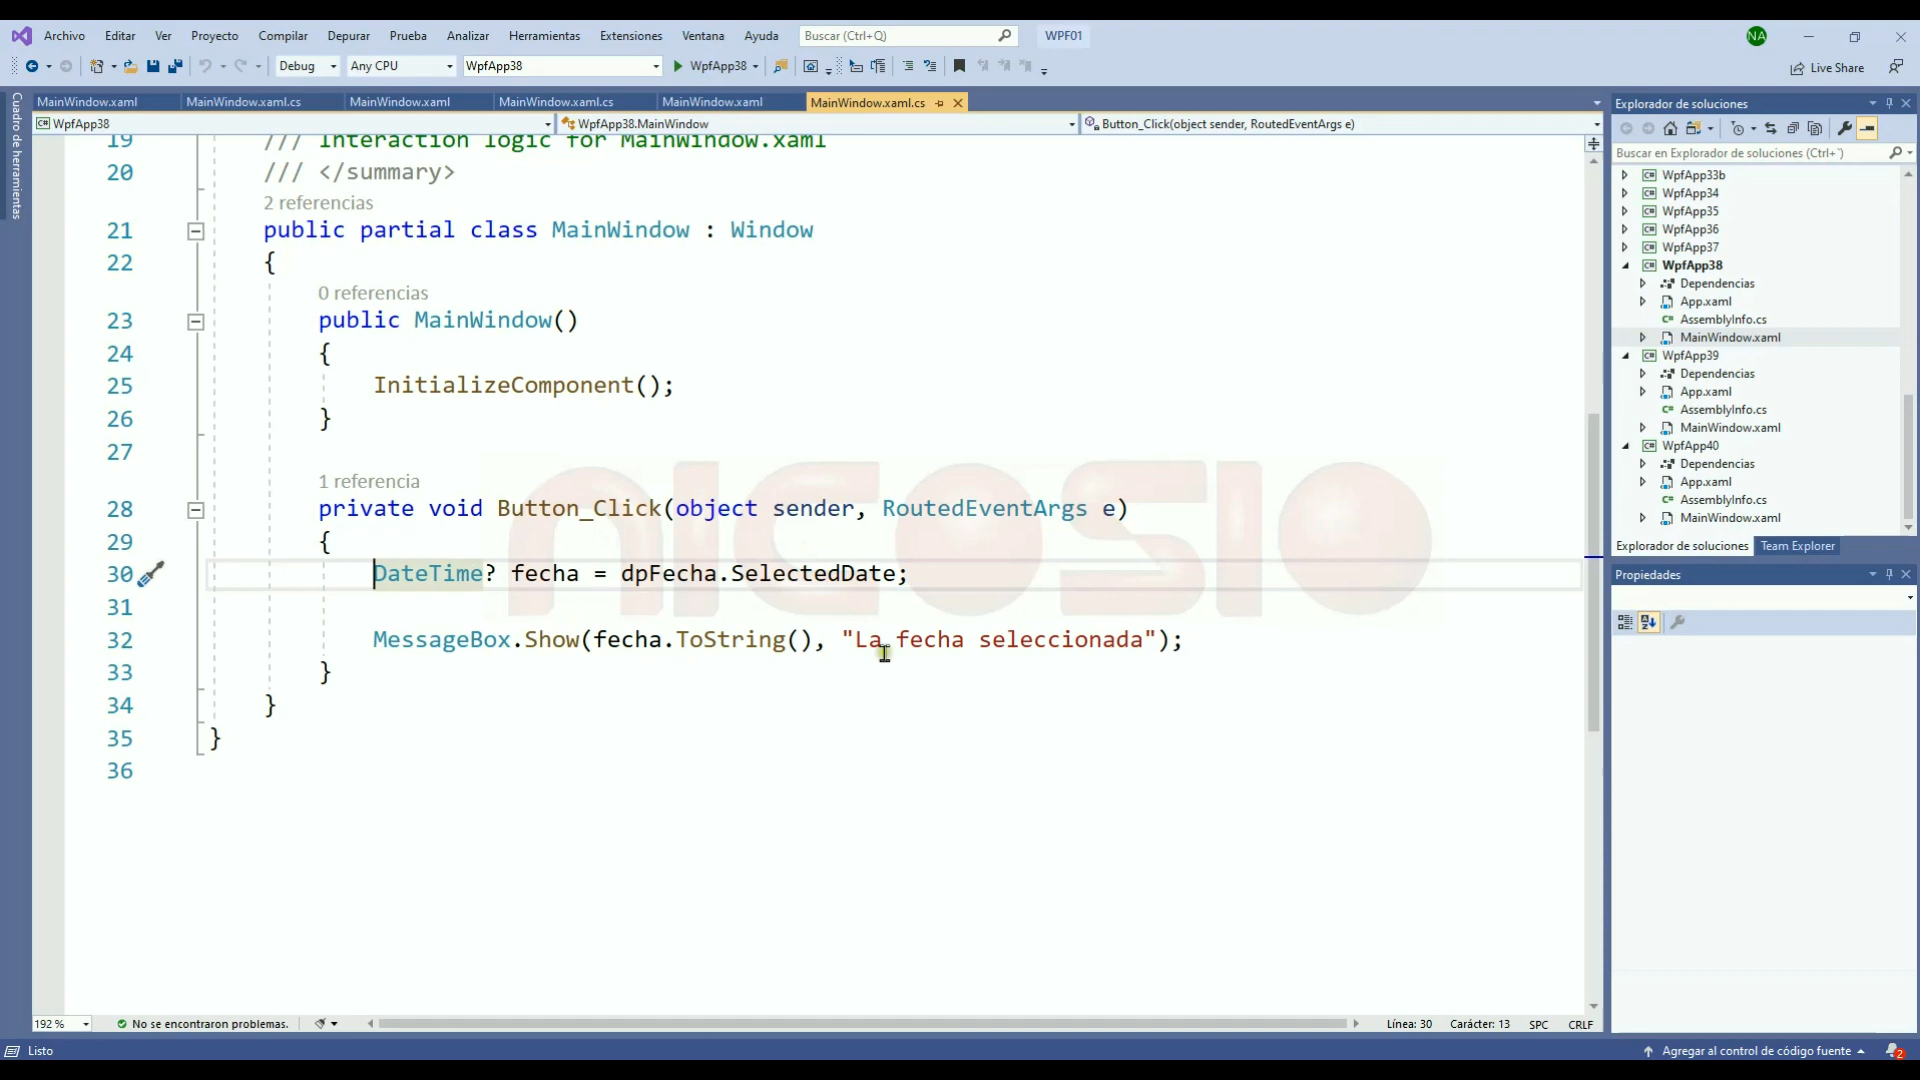 Archivo Editar Ver Proyecto Compilar Depurar Prueba Analizar Herramientas Extensiones Ventana Ayuda Buscar (Ctrl+Q) WPF01 NA
Debug Any CPU WpfApp38 WpfApp38 Live Share
Cuadro de herramientas
MainWindow.xaml MainWindow.xaml.cs MainWindow.xaml MainWindow.xaml.cs MainWindow.xaml MainWindow.xaml.cs
WpfApp38 WpfApp38.MainWindow Button_Click(object sender, RoutedEventArgs e)
19 /// Interaction logic for MainWindow.xaml
20 /// </summary>
2 referencias
21 public partial class MainWindow : Window
22 {
0 referencias
23 public MainWindow()
24 {
25 InitializeComponent();
26 }
27
1 referencia
28 private void Button_Click(object sender, RoutedEventArgs e)
29 {
30 DateTime? fecha = dpFecha.SelectedDate;
31
32 MessageBox.Show(fecha.ToString(), "La fecha seleccionada");
33 }
34 }
35 }
36
NICOSIO
192 % No se encontraron problemas. Línea: 30 Carácter: 13 SPC CRLF
Explorador de soluciones
Buscar en Explorador de soluciones (Ctrl+`)
WpfApp33b
WpfApp34
WpfApp35
WpfApp36
WpfApp37
WpfApp38
Dependencias
App.xaml
AssemblyInfo.cs
MainWindow.xaml
WpfApp39
Dependencias
App.xaml
AssemblyInfo.cs
MainWindow.xaml
WpfApp40
Dependencias
App.xaml
AssemblyInfo.cs
MainWindow.xaml
Explorador de soluciones Team Explorer
Propiedades
Listo Agregar al control de código fuente 2